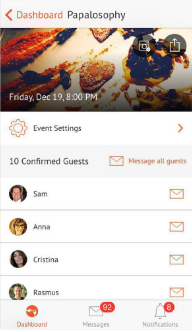 Dashboard Papalosophy
Friday, Dec 19, 8:00 PM
Event Settings
10 Confirmed Guests Message all guests
Sam
Anna
Cristina
Rasmus
92 8
Dashboard Messages Notifications